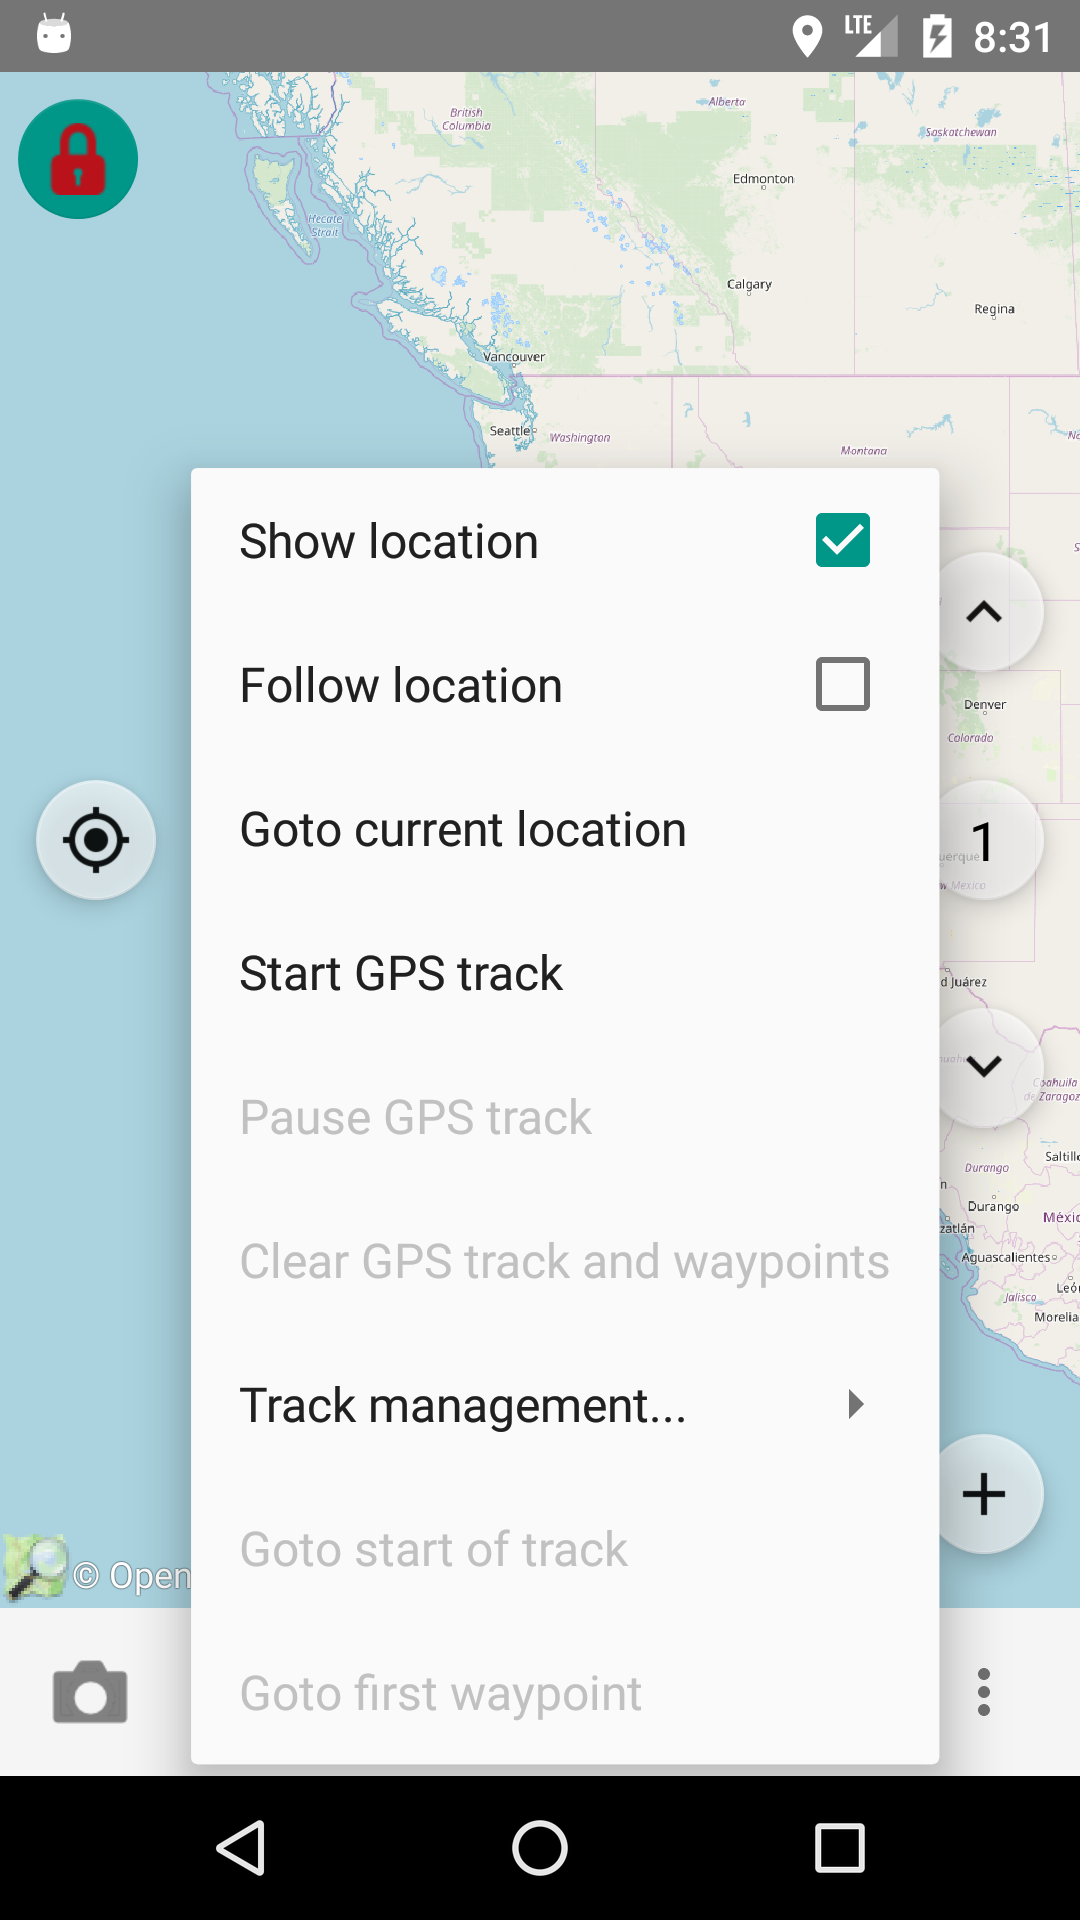 LTE 8:31
British
Columbia
Alberta
Saskatchewan
Edmonton
Hecate
Strait
Calgary
Regina
Vancouver
Seattle
Washington
Montana
Show location
Follow location
Denver
Colorado
Goto current location
1
uerque
w Mexico
Start GPS track
d Juárez
uahu
Coahuila
de Zaragoz
Pause GPS track
Saltillo
Durango
Durango
zatlán
Méxic
Clear GPS track and waypoints
Aguascalientes
León
Jalisco
Morelia
Track management...
Goto start of track
© Open
Goto first waypoint